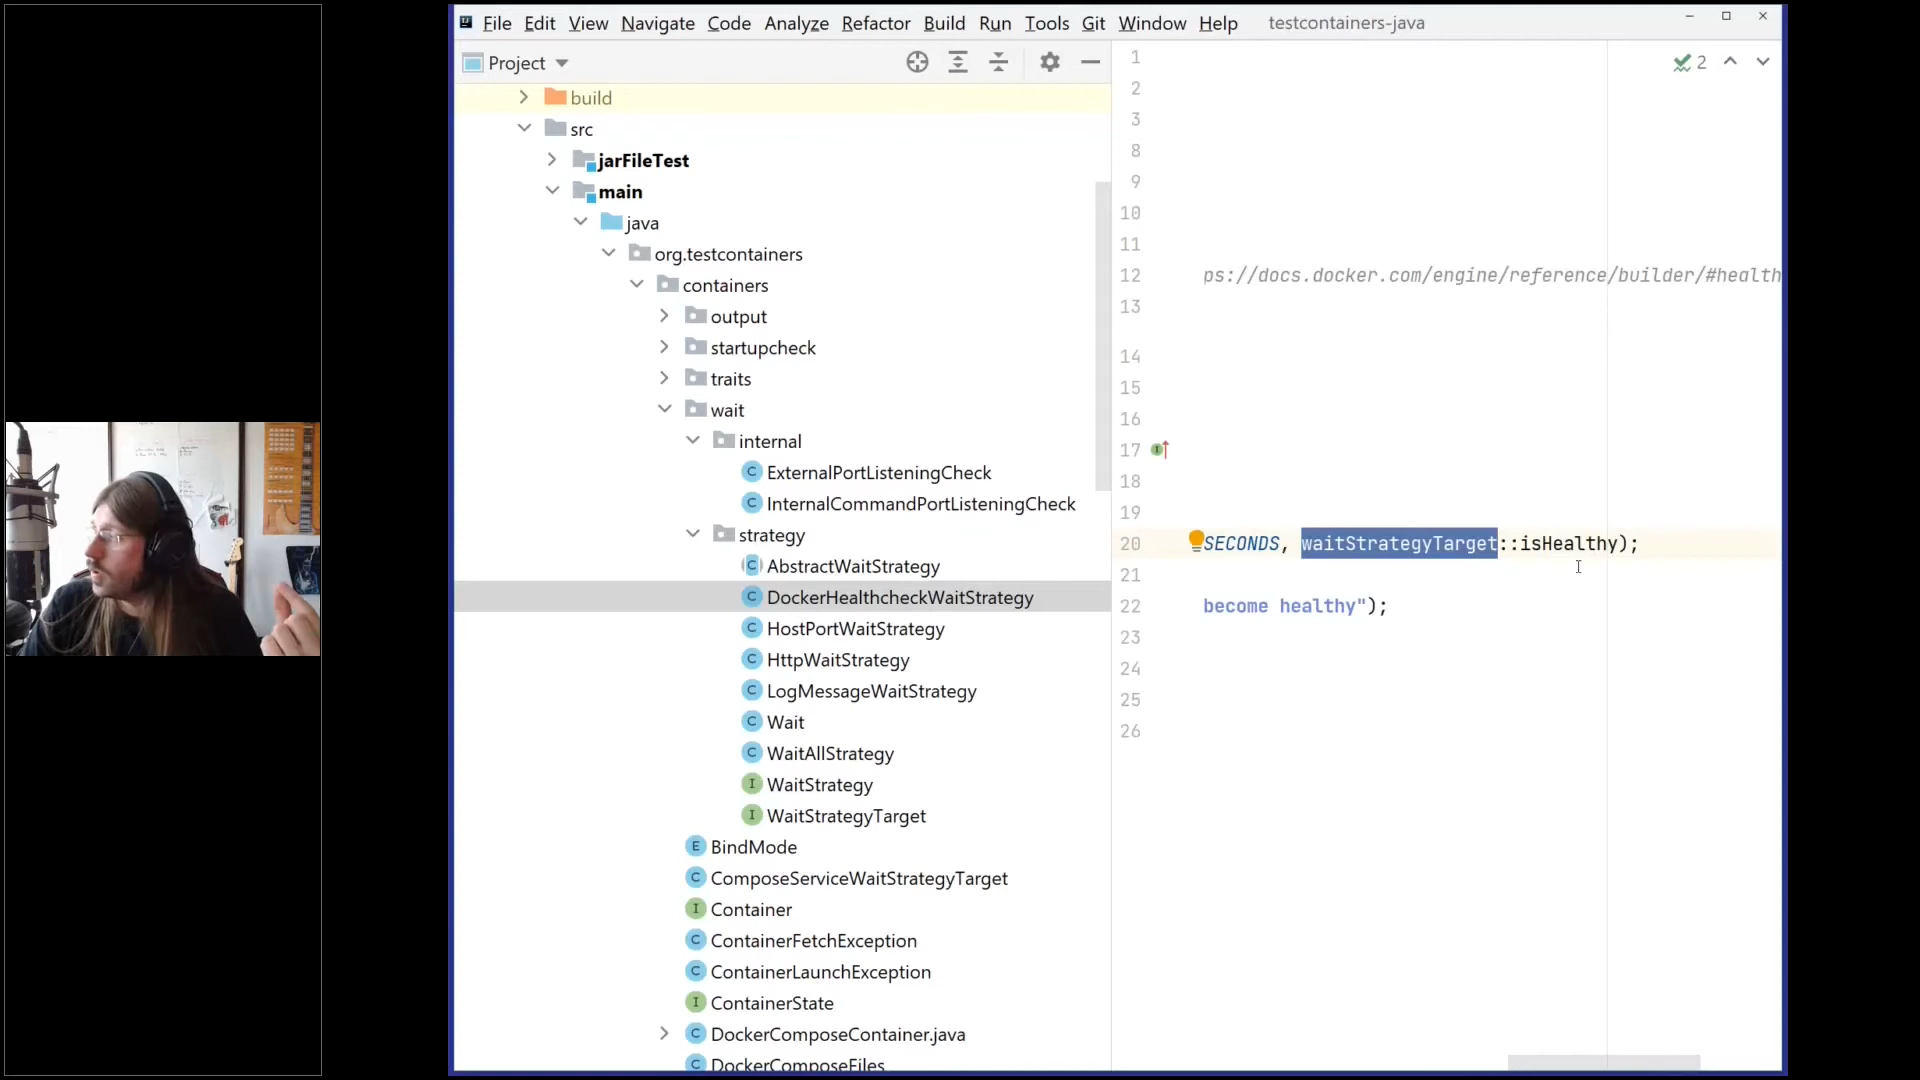 File Edit View Navigate Code Analyze Refactor Build Run Tools Git Window Help testcontainers-java
Project
build
src
jarFileTest
main
java
org.testcontainers
containers
output
startupcheck
traits
wait
internal
ExternalPortListeningCheck
InternalCommandPortListeningCheck
strategy
AbstractWaitStrategy
DockerHealthcheckWaitStrategy
HostPortWaitStrategy
HttpWaitStrategy
LogMessageWaitStrategy
Wait
WaitAllStrategy
WaitStrategy
WaitStrategyTarget
BindMode
ComposeServiceWaitStrategyTarget
Container
ContainerFetchException
ContainerLaunchException
ContainerState
DockerComposeContainer.java
DockerComposeFiles
2
1
2
3
8
9
10
11
12 ps://docs.docker.com/engine/reference/builder/#health
13
14
15
16
17
18
19
20 SECONDS, waitStrategyTarget::isHealthy);
21
22 become healthy");
23
24
25
26